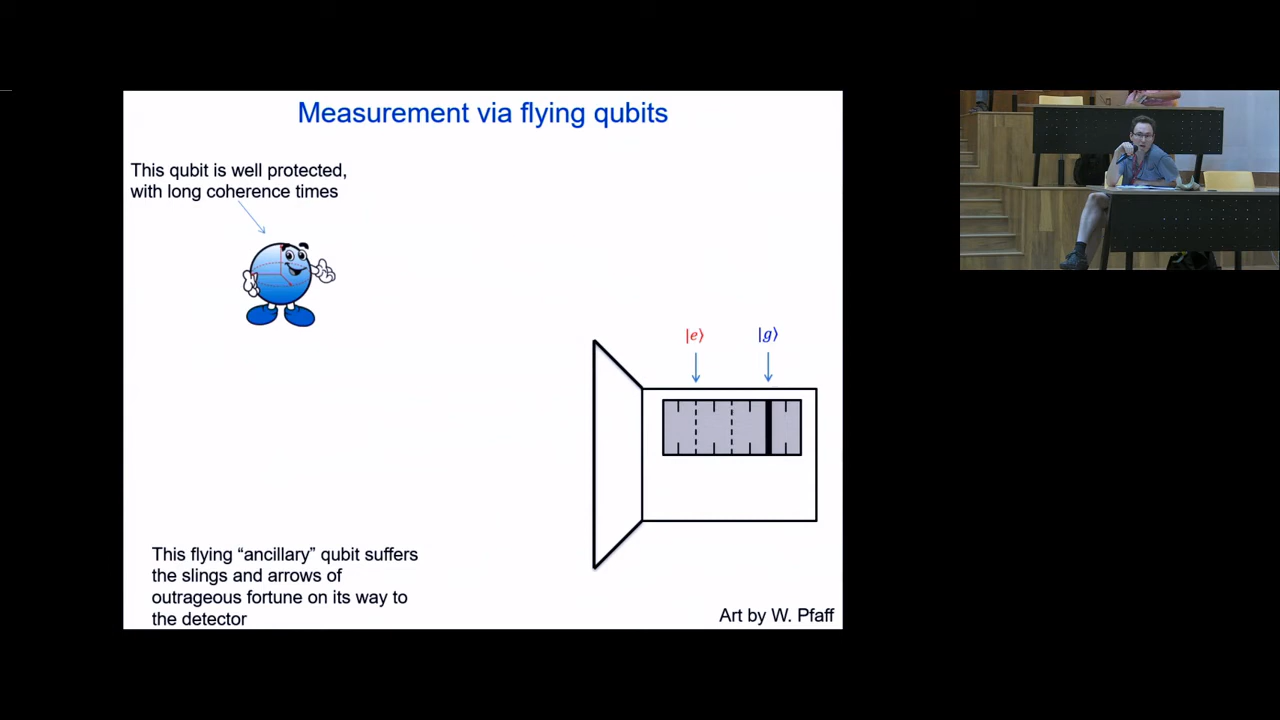 Measurement via flying qubits
This qubit is well protected,
with long coherence times
|e⟩ |g⟩
This flying “ancillary” qubit suffers
the slings and arrows of
outrageous fortune on its way to
the detector
Art by W. Pfaff